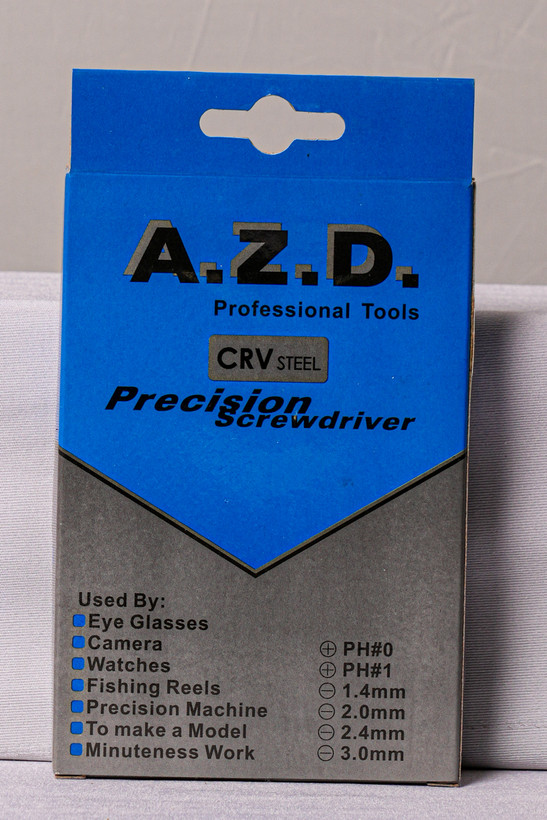 A.Z.D.
Professional Tools
CRV STEEL
Precision
Screwdriver
Used By:
Eye Glasses
Camera
Watches
Fishing Reels
Precision Machine
To make a Model
Minuteness Work
PH#0
PH#1
1.4mm
2.0mm
2.4mm
3.0mm